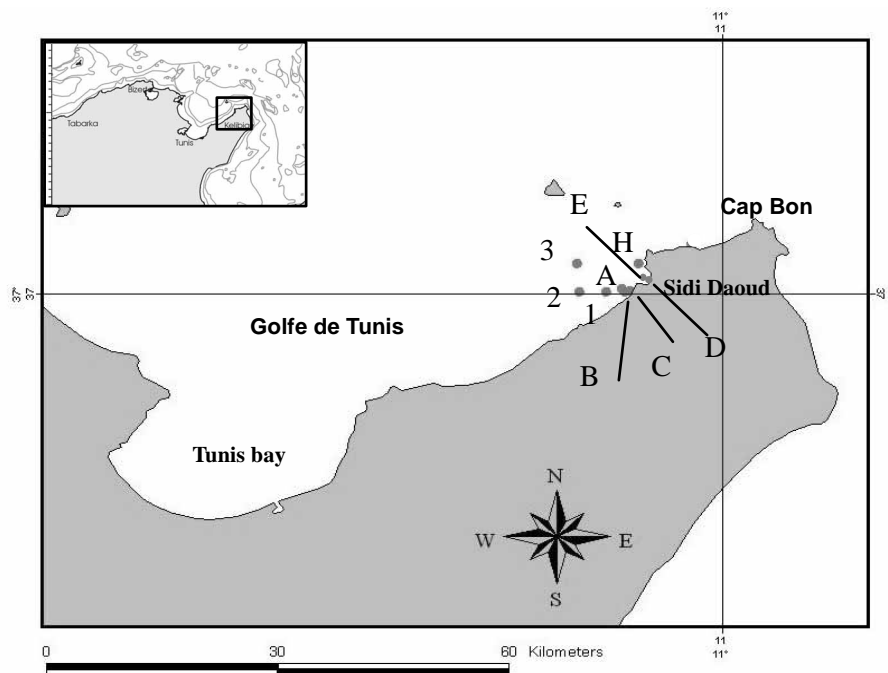 11°
11
Bizerte
Tabarka
Kelibia
Tunis
E
Cap Bon
H
3
A
Sidi Daoud
37°
37
37
2
1
Golfe de Tunis
D
C
B
Tunis bay
N
W
E
S
11
11°
0
30
60 Kilometers